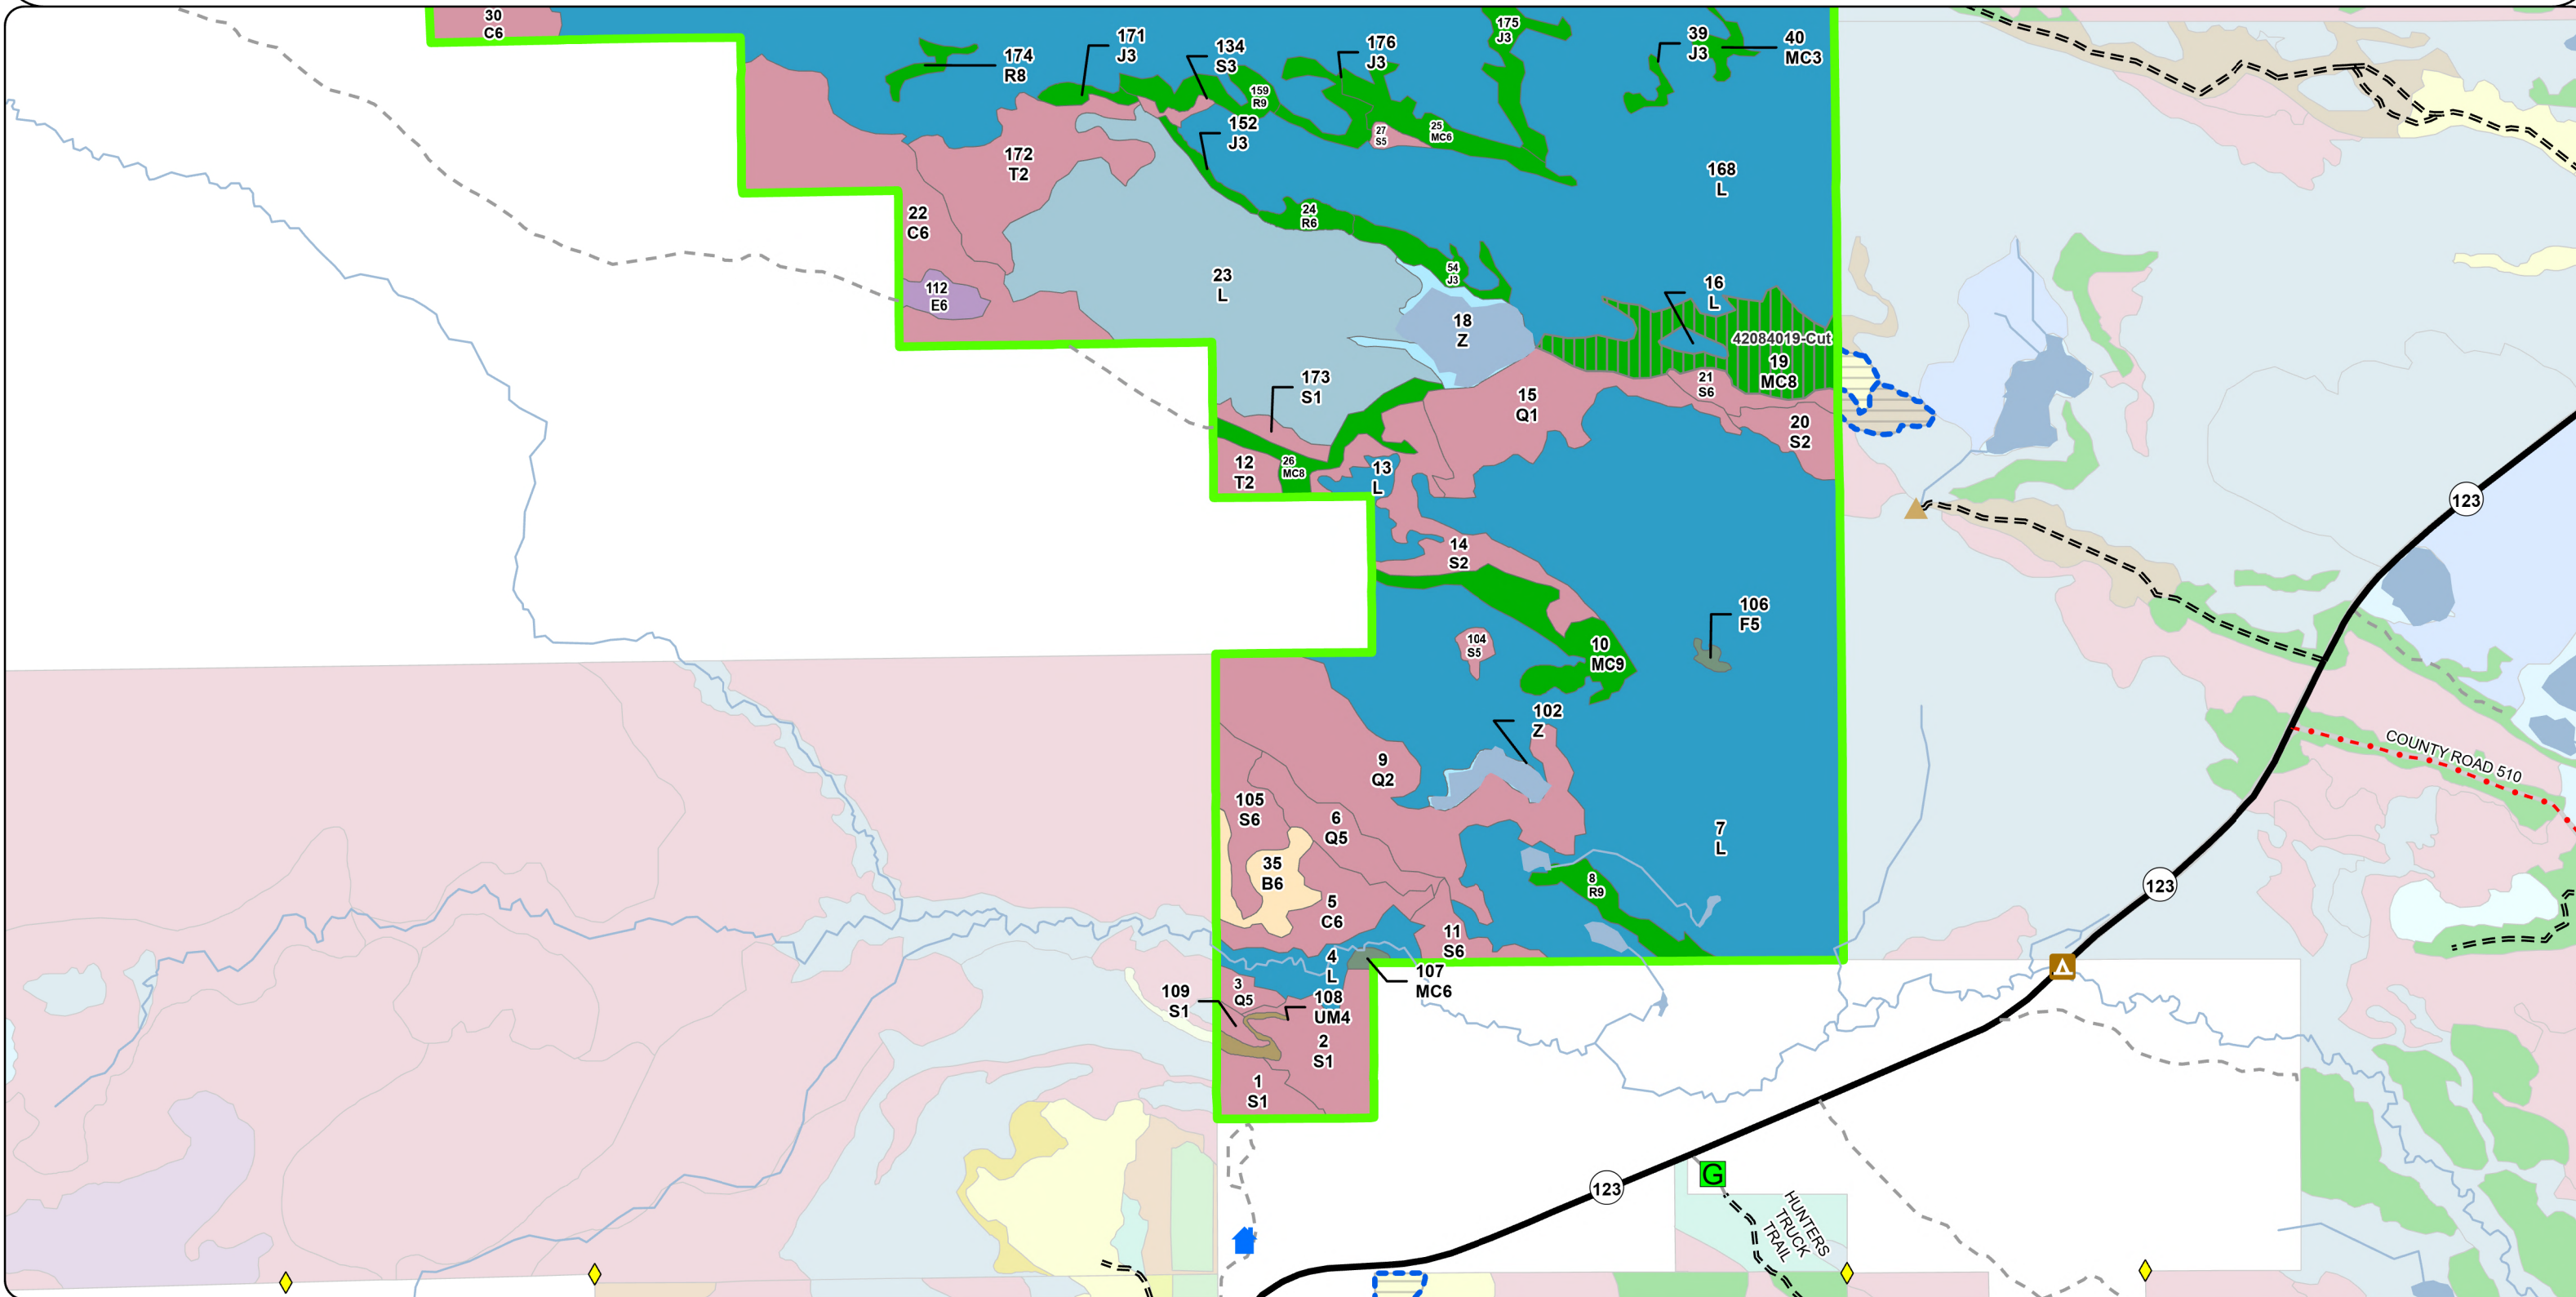 30
C6
174
R8
171
J3
134
S3
159
R9
176
J3
175
J3
39
J3
40
MC3
152
J3
27
S5
25
MC6
172
T2
168
L
22
C6
24
R6
112
E6
23
L
54
J3
18
Z
16
L
42084019-Cut
19
MC8
21
S6
20
S2
173
S1
15
Q1
12
T2
26
MC8
13
L
123
14
S2
106
F5
104
S5
10
MC9
102
Z
COUNTY ROAD 510
9
Q2
105
S6
6
Q5
7
L
35
B6
8
R9
123
5
C6
11
S6
4
L
107
MC6
3
Q5
109
S1
108
UM4
2
S1
1
S1
123
G
HUNTERS
TRUCK
TRAIL